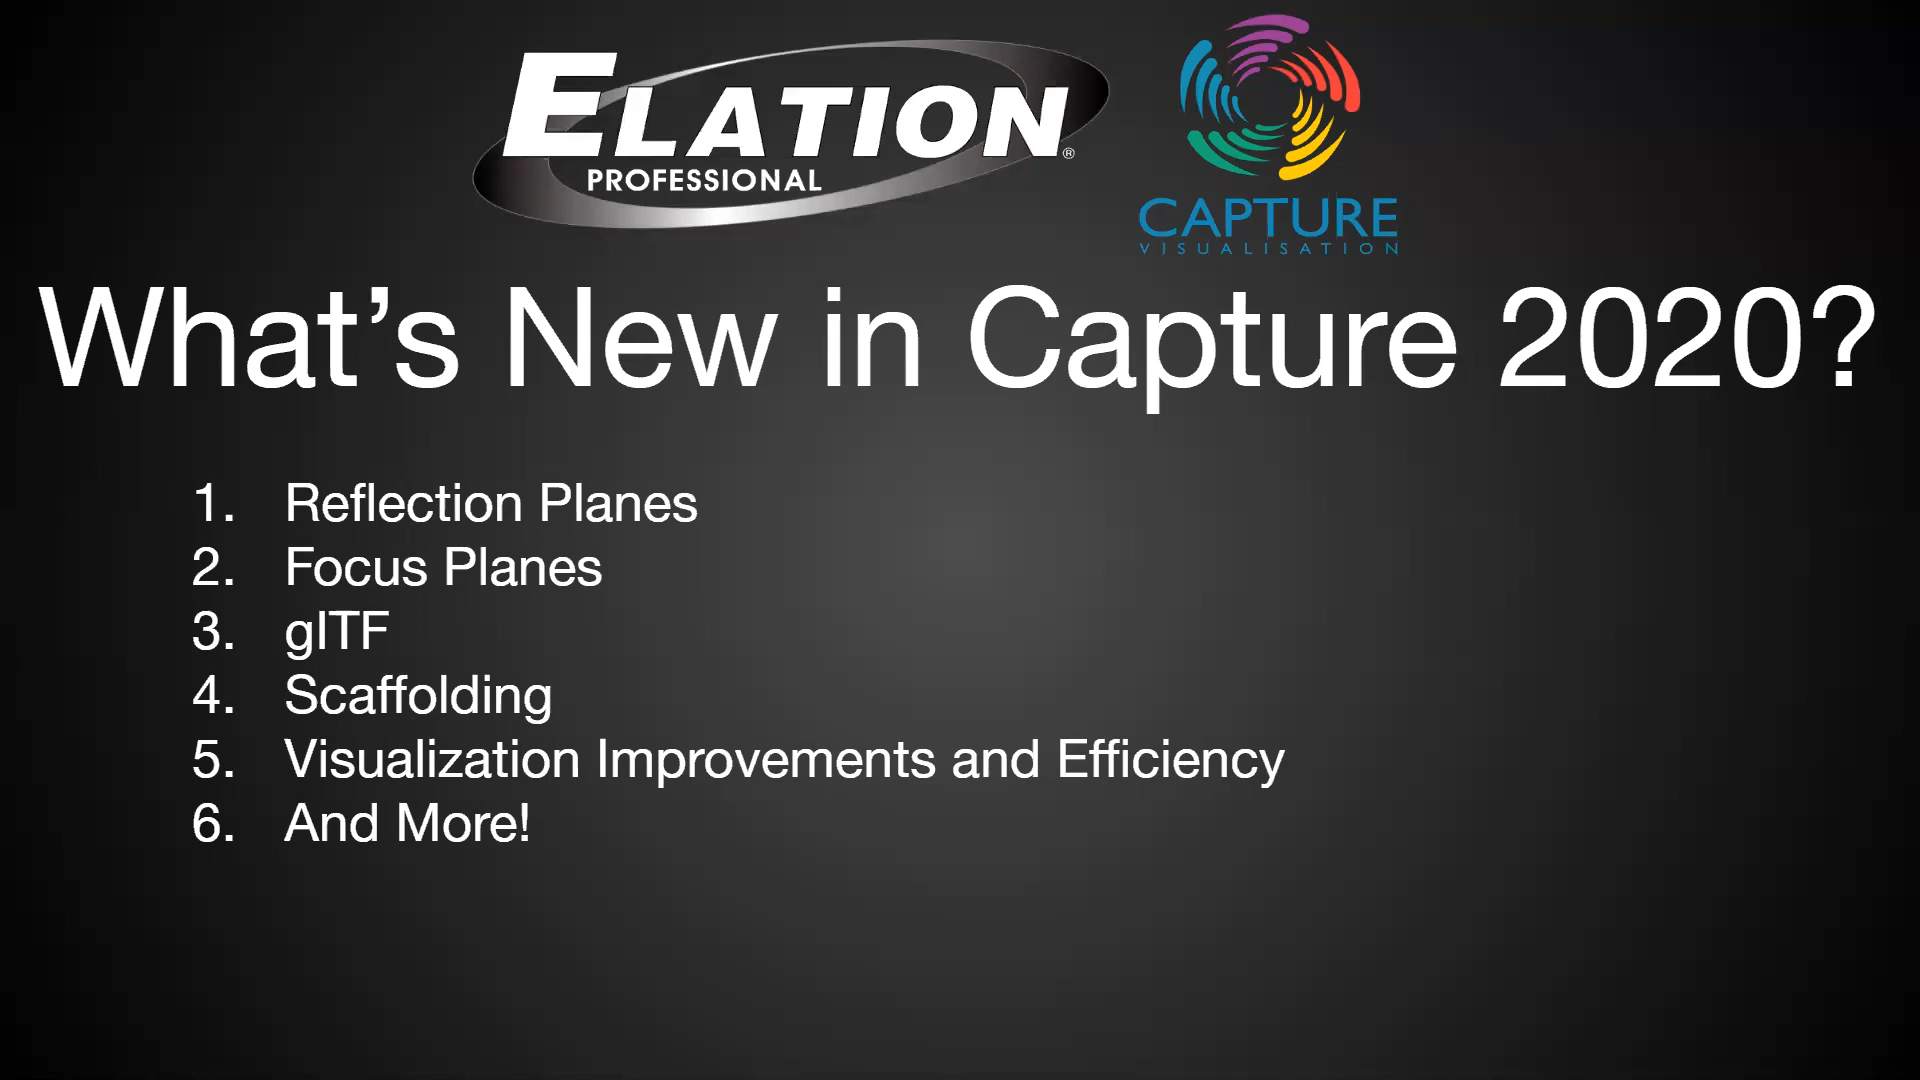 ELATION®
PROFESSIONAL
CAPTURE
VISUALISATION
What’s New in Capture 2020?
1. Reflection Planes
2. Focus Planes
3. glTF
4. Scaffolding
5. Visualization Improvements and Efficiency
6. And More!